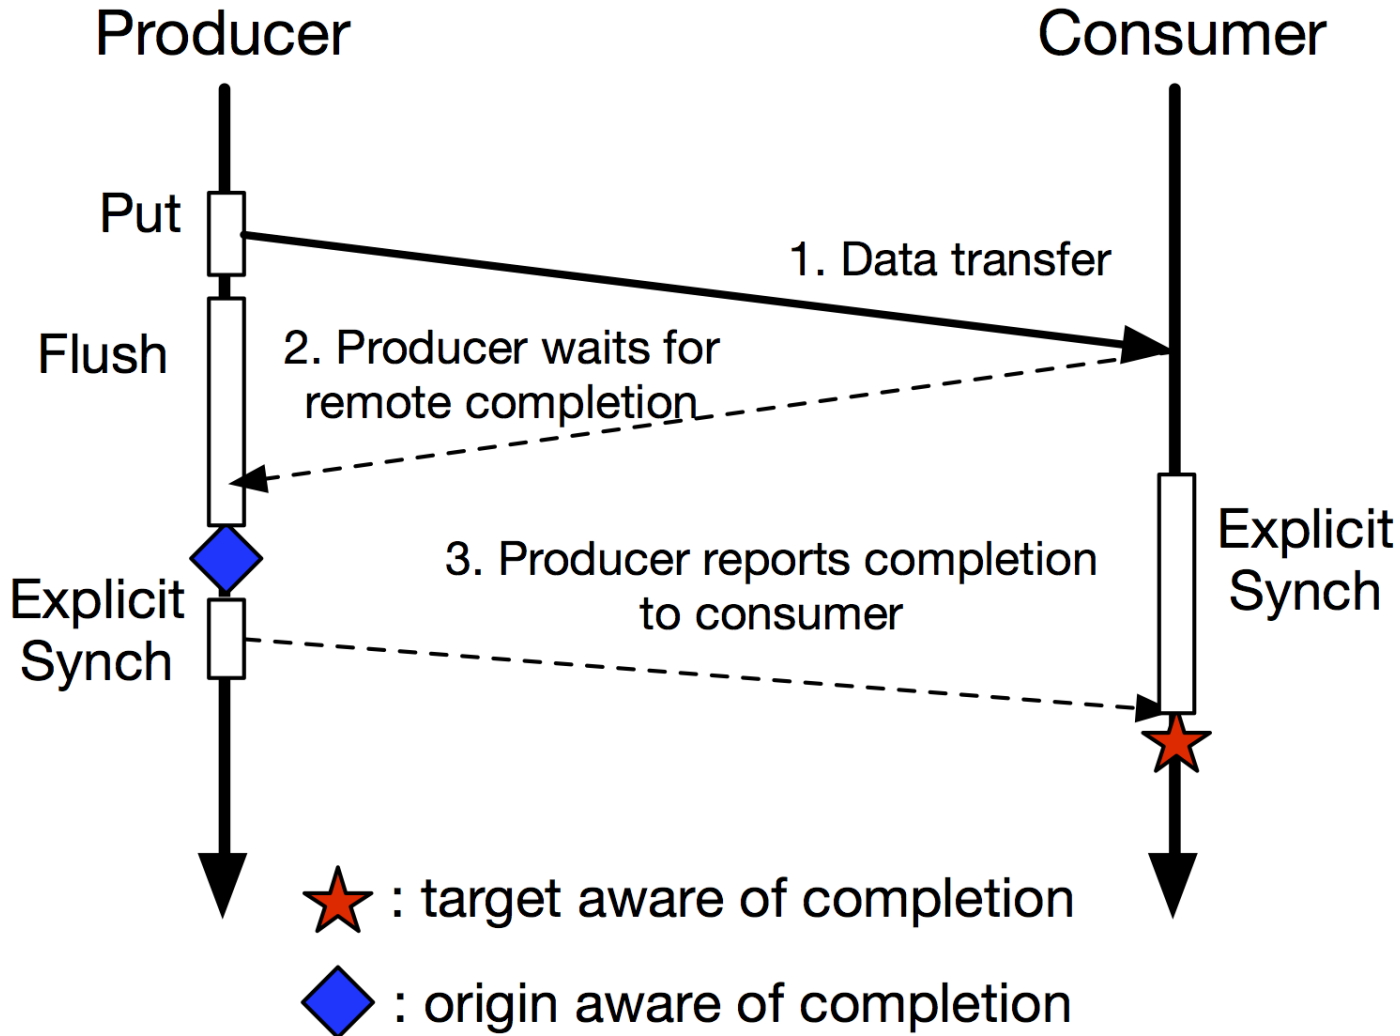 Producer
Consumer
Put
1. Data transfer
Flush
2. Producer waits for
remote completion
Explicit
Synch
3. Producer reports completion
to consumer
Explicit
Synch
: target aware of completion
: origin aware of completion